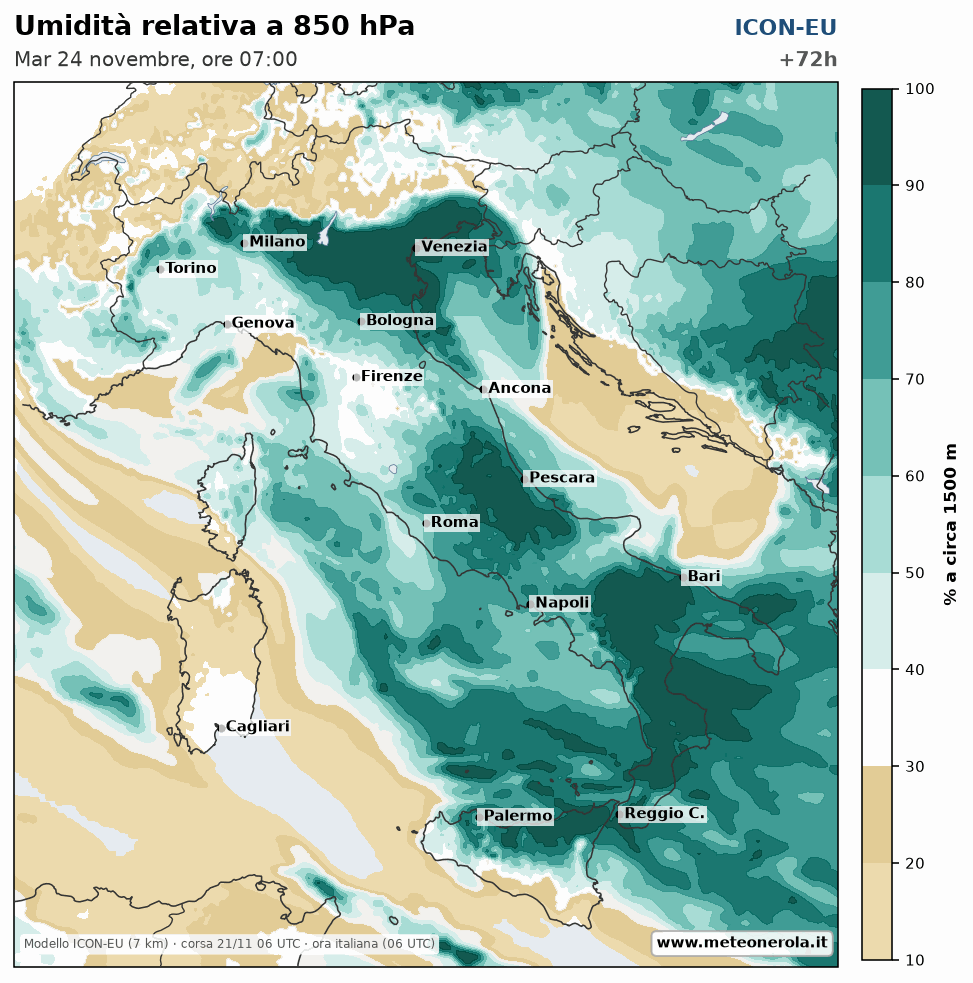 Umidità relativa a 850 hPa
ICON-EU
Mar 24 novembre, ore 07:00
+72h
100
90
80
70
60
50
40
30
20
10
% a circa 1500 m
Milano
Venezia
Torino
Genova
Bologna
Firenze
Ancona
Pescara
Roma
Bari
Napoli
Cagliari
Palermo
Reggio C.
Modello ICON-EU (7 km) · corsa 21/11 06 UTC · ora italiana (06 UTC)
www.meteonerola.it